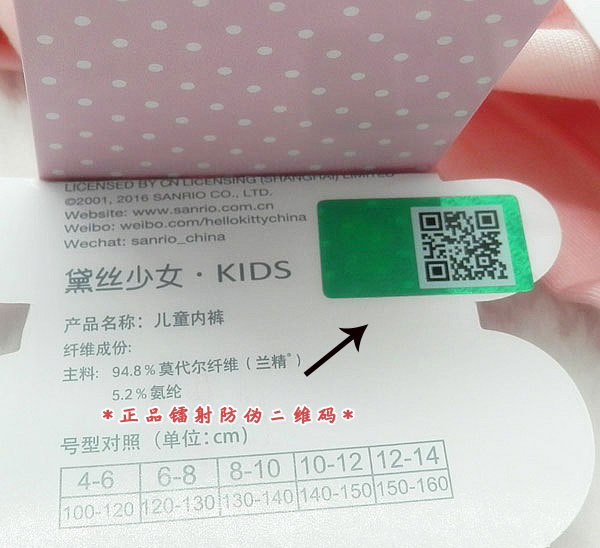 LICENSED BY CN LICENSING (SHANGHAI) LIMITED
©2001, 2016 SANRIO CO., LTD.
Website: www.sanrio.com.cn
Weibo: weibo.com/hellokittychina
Wechat: sanrio_china
黛丝少女·KIDS
产品名称：儿童内裤
纤维成份：
主料：94.8%莫代尔纤维（兰精®）
5.2%氨纶
*正品镭射防伪二维码*
号型对照（单位：cm）
4-6 6-8 8-10 10-12 12-14
100-120 120-130 130-140 140-150 150-160